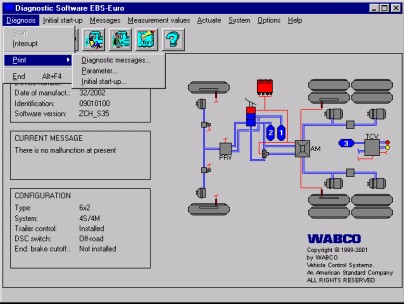 Diagnostic Software EBS-Euro
Diagnosis Initial start-up Messages Measurement values Actuate System Options Help
Start
Interrupt
Print
Diagnostic messages...
Parameter...
Initial start-up...
End Alt+F4
Date of manufact.: 32/2002
Identification: 09010100
Software version: ZCH_S35
CURRENT MESSAGE
There is no malfunction at present
CONFIGURATION
Type: 6x2
System: 4S/4M
Trailer control: Installed
DSC switch: Off-road
End. brake cutoff.: Not installed
PRV
2 1
AM
3
TCV
WABCO
Copyright © 1993-2001
by WABCO
Vehicle Control Systems.
An American Standard Company
ALL RIGHTS RESERVED